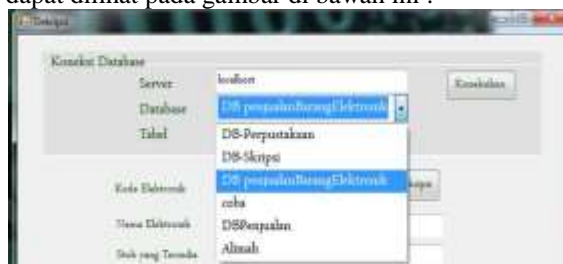 dapat dilihat pada gambar di bawah ini :
Dekripsi
Koneksi Database
Server localhost Koneksikan
Database DB penjualanBarangElektronik
Tabel DB-Perpustakaan
DB-Skripsi
DB penjualanBarangElektronik
Kode Elektronik
coba
Nama Elektronik DBPenjualan
Stok yang Tersedia Alimah